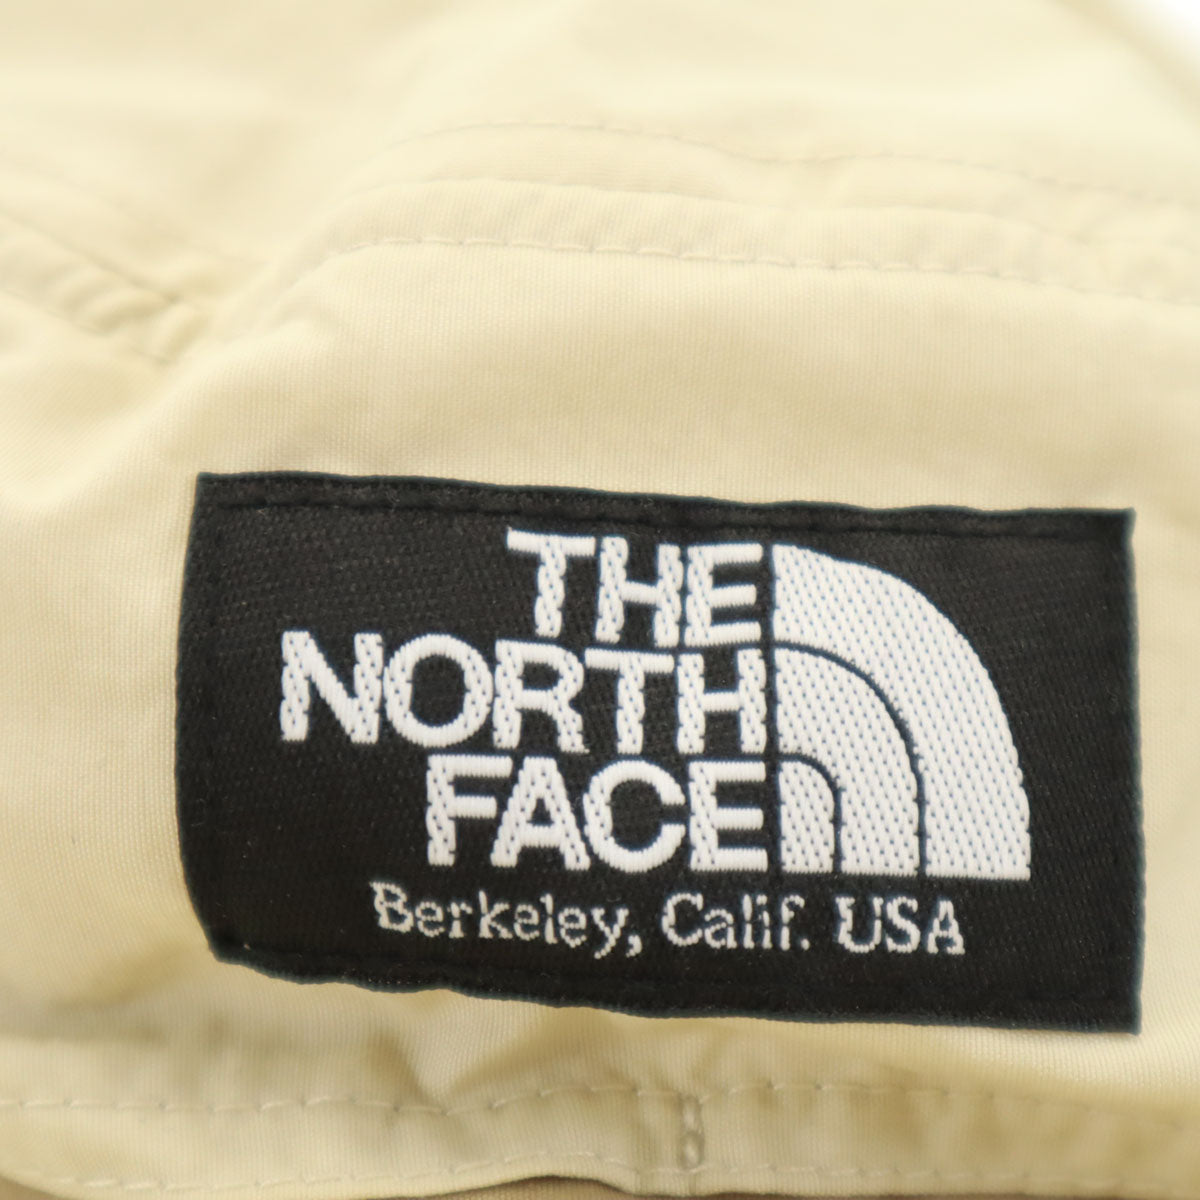 THE
NORTH
FACE
Berkeley, Calif. USA